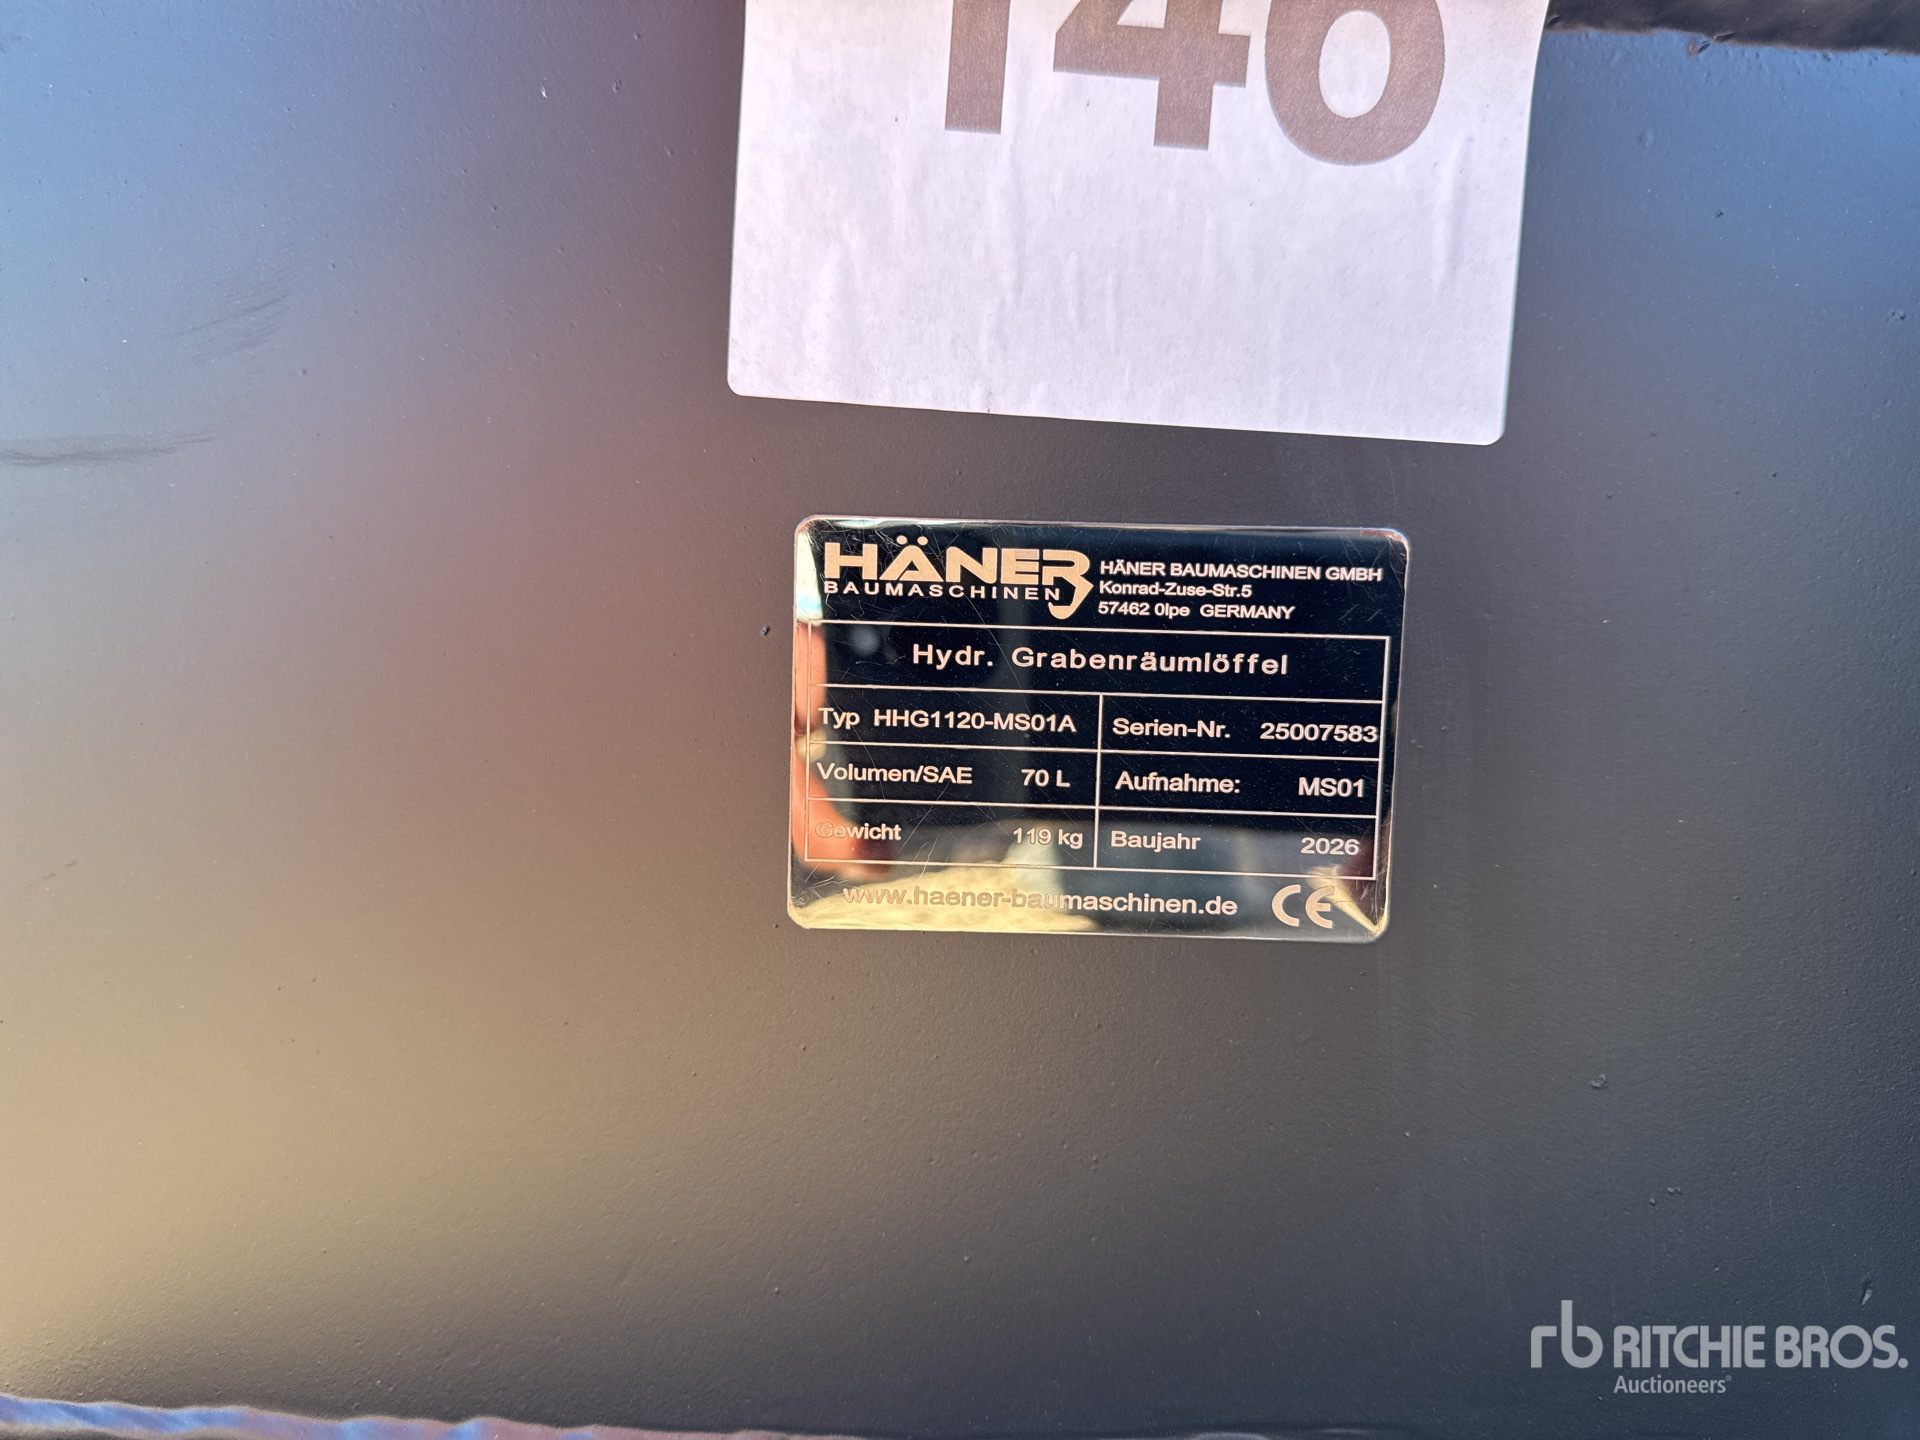 140
HÄNER
BAUMASCHINEN
HÄNER BAUMASCHINEN GMBH
Konrad-Zuse-Str.5
57462 Olpe GERMANY
Hydr. Grabenräumlöffel
Typ HHG1120-MS01A
Serien-Nr. 25007583
Volumen/SAE 70 L
Aufnahme: MS01
Gewicht 119 kg
Baujahr 2026
www.haener-baumaschinen.de CE
rb RITCHIE BROS.
Auctioneers®